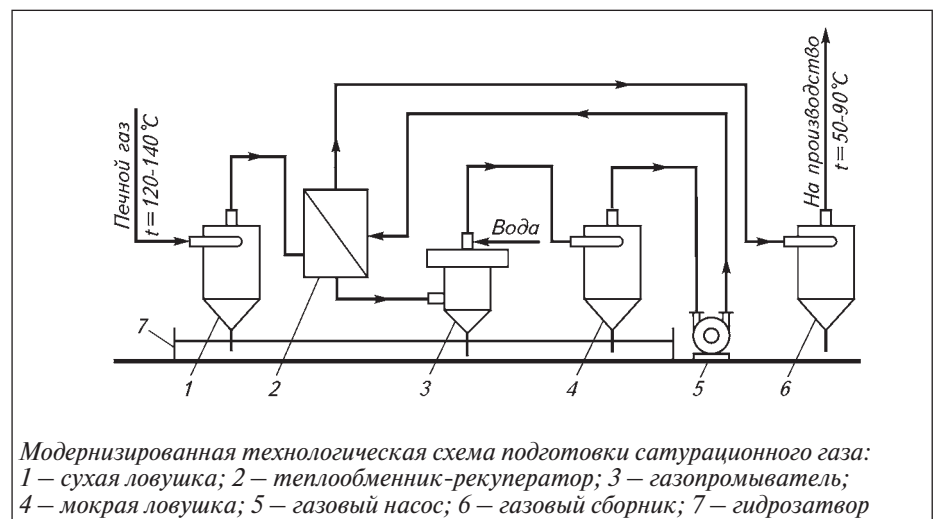 Печной газ
t=120-140°C
На производство
t=50-90°C
Вода
7
1
2
3
4
5
6
Модернизированная технологическая схема подготовки сатурационного газа:
1 – сухая ловушка; 2 – теплообменник-рекуператор; 3 – газопромыватель;
4 – мокрая ловушка; 5 – газовый насос; 6 – газовый сборник; 7 – гидрозатвор